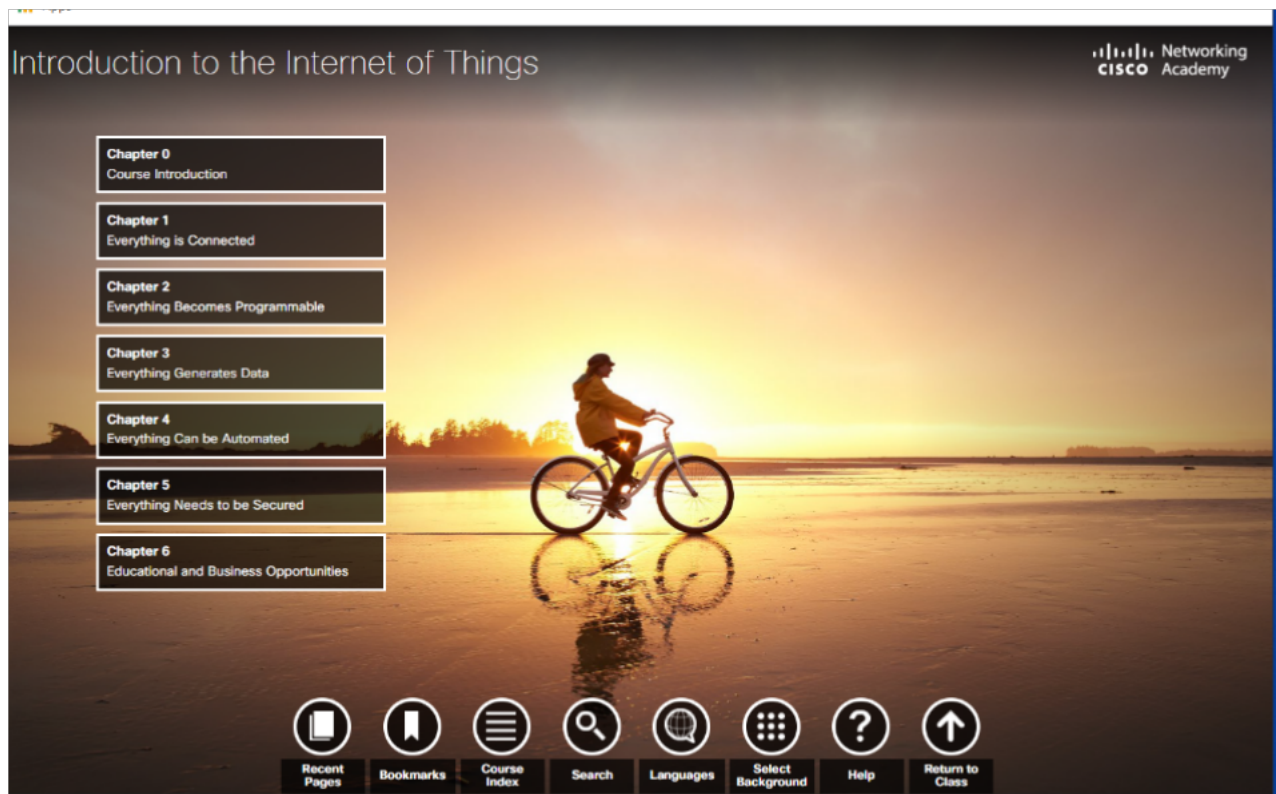 Introduction to the Internet of Things
Networking
CISCO Academy
Chapter 0
Course Introduction
Chapter 1
Everything is Connected
Chapter 2
Everything Becomes Programmable
Chapter 3
Everything Generates Data
Chapter 4
Everything Can be Automated
Chapter 5
Everything Needs to be Secured
Chapter 6
Educational and Business Opportunities
Recent
Pages
Bookmarks
Course
Index
Search
Languages
Select
Background
Help
Return to
Class